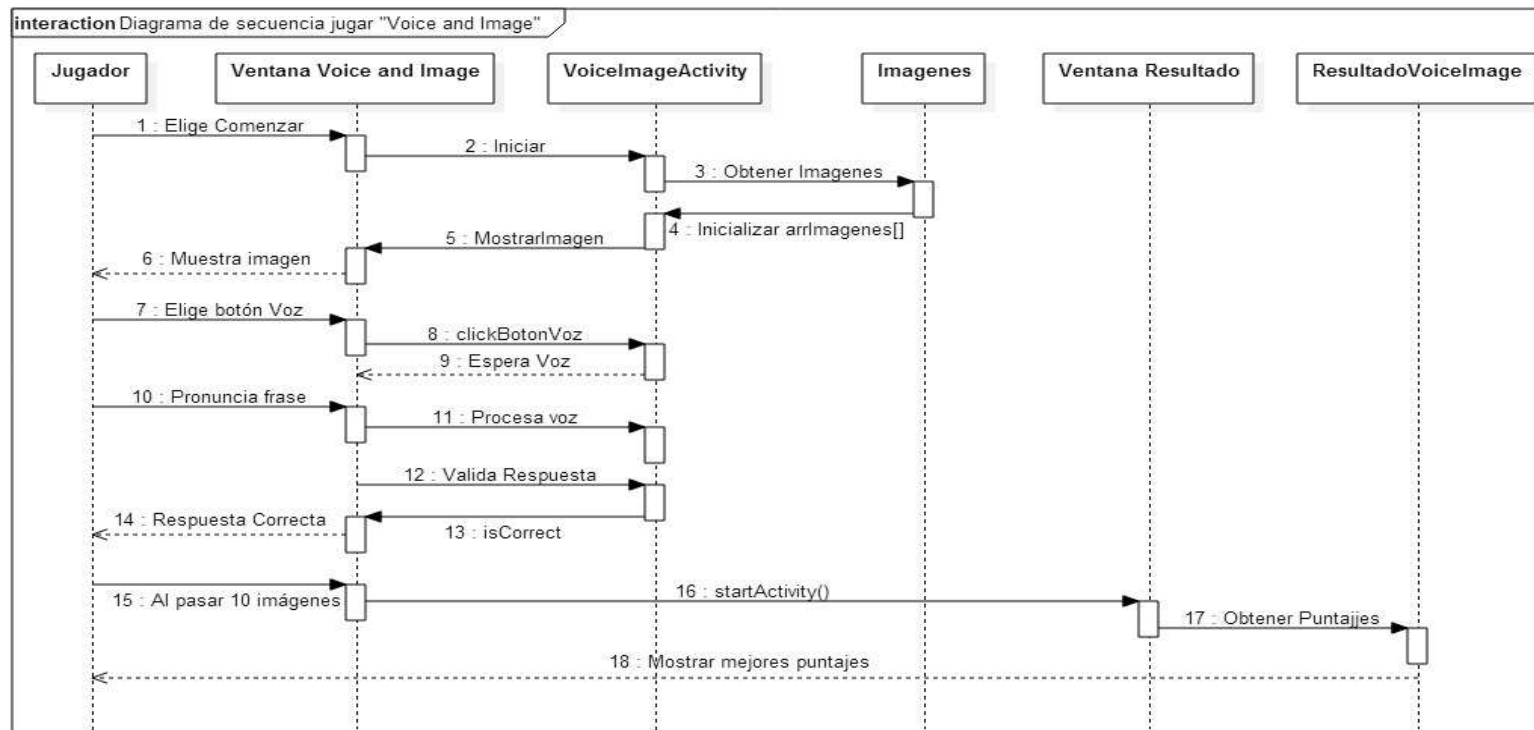 interaction Diagrama de secuencia jugar "Voice and Image"
Jugador
Ventana Voice and Image
VoiceImageActivity
Imagenes
Ventana Resultado
ResultadoVoiceImage
1 : Elige Comenzar
2 : Iniciar
3 : Obtener Imagenes
4 : Inicializar arrImagenes[]
5 : MostrarImagen
6 : Muestra imagen
7 : Elige botón Voz
8 : clickBotonVoz
9 : Espera Voz
10 : Pronuncia frase
11 : Procesa voz
12 : Valida Respuesta
13 : isCorrect
14 : Respuesta Correcta
15 : Al pasar 10 imágenes
16 : startActivity()
17 : Obtener Puntajjes
18 : Mostrar mejores puntajes